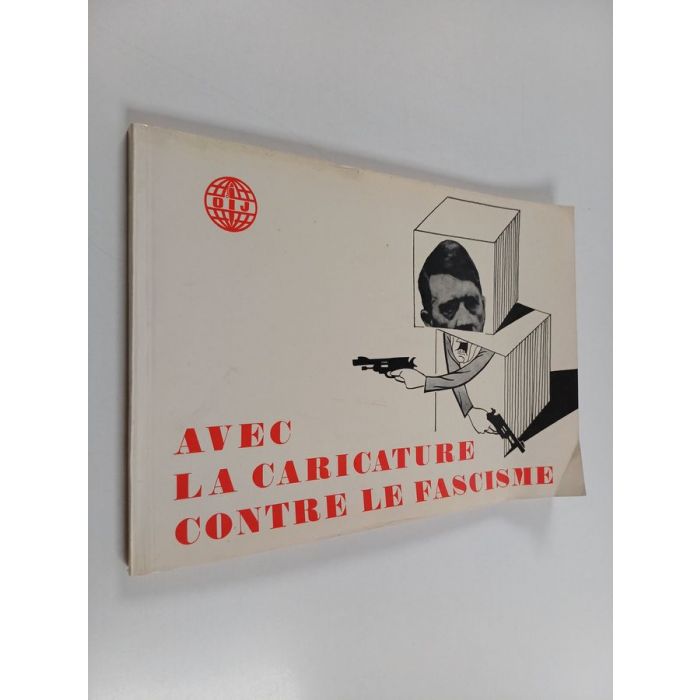 OIJ
AVEC
LA CARICATURE
CONTRE LE FASCISME